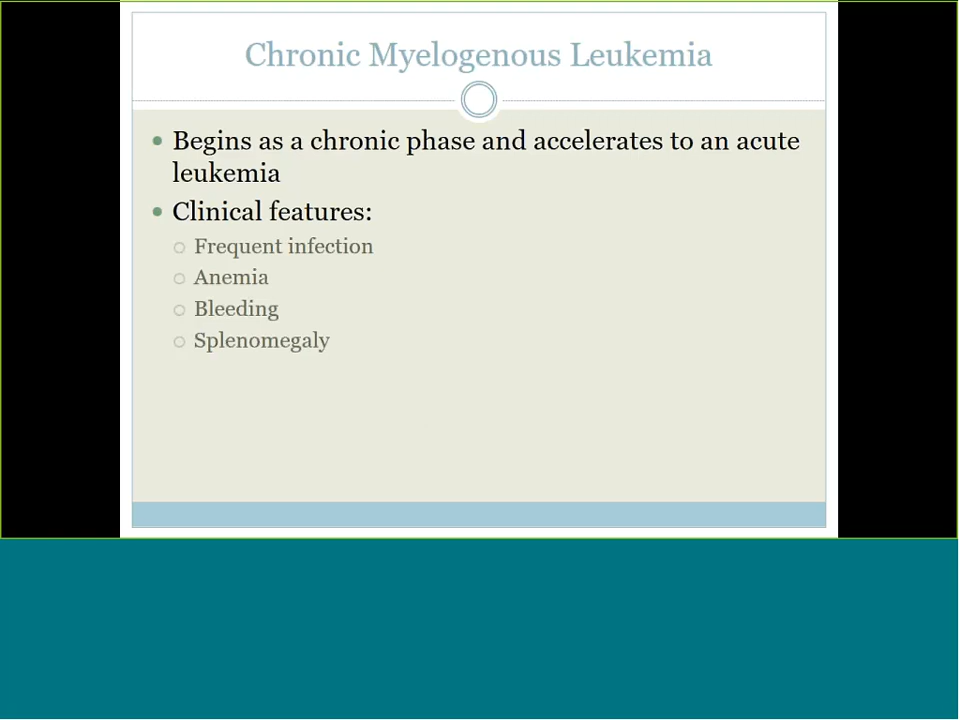 Chronic Myelogenous Leukemia
Begins as a chronic phase and accelerates to an acute
leukemia
Clinical features:
Frequent infection
Anemia
Bleeding
Splenomegaly